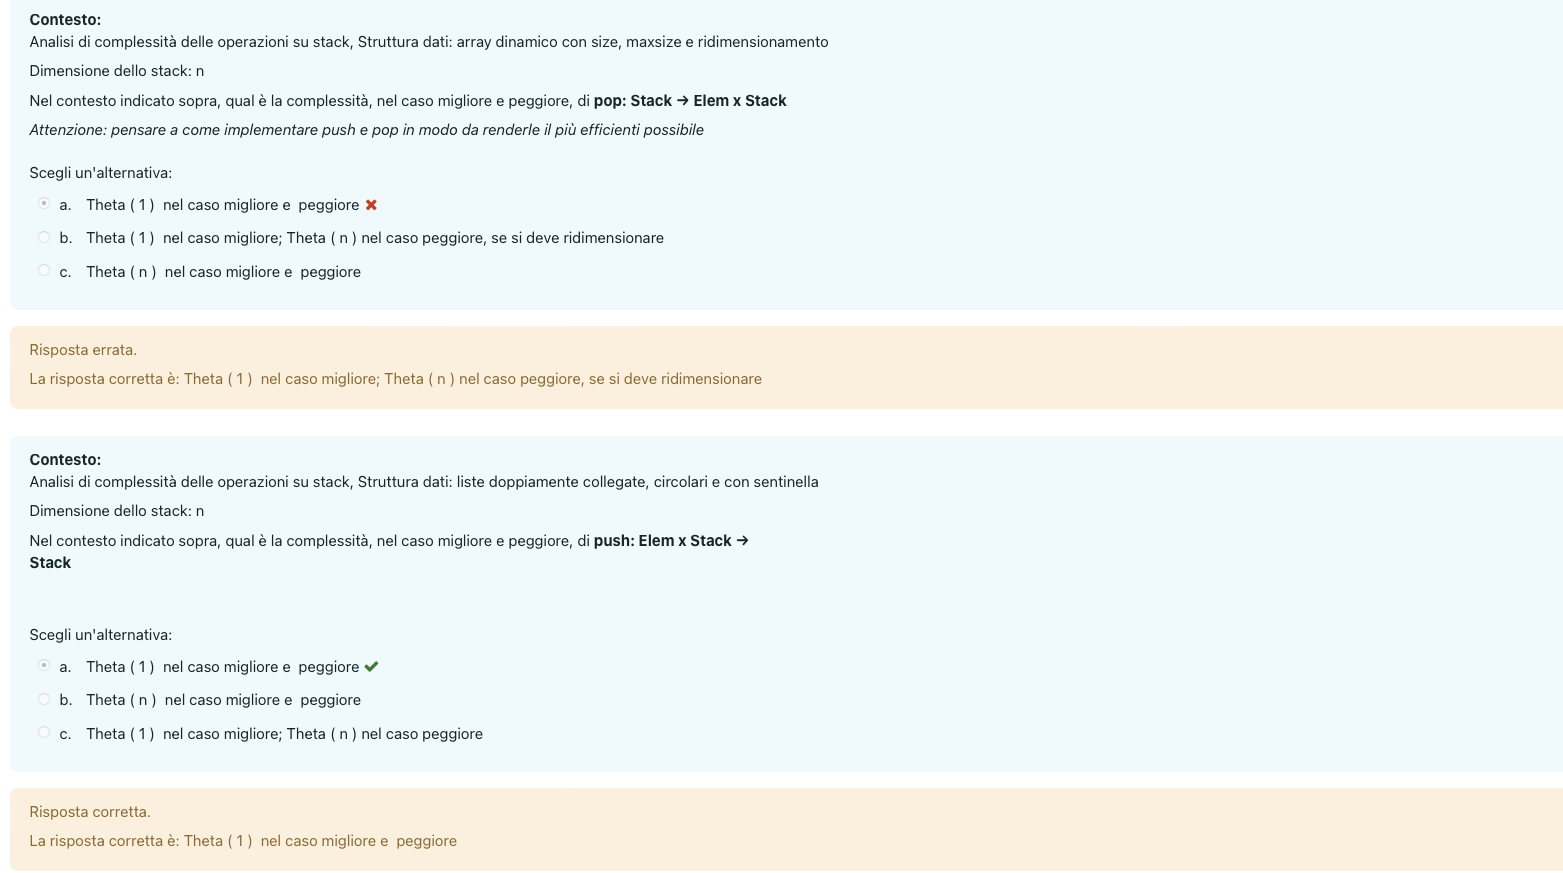 Contesto:
Analisi di complessità delle operazioni su stack, Struttura dati: array dinamico con size, maxsize e ridimensionamento
Dimensione dello stack: n
Nel contesto indicato sopra, qual è la complessità, nel caso migliore e peggiore, di pop: Stack → Elem x Stack
Attenzione: pensare a come implementare push e pop in modo da renderle il più efficienti possibile
Scegli un'alternativa:
a. Theta ( 1 ) nel caso migliore e peggiore
b. Theta ( 1 ) nel caso migliore; Theta ( n ) nel caso peggiore, se si deve ridimensionare
c. Theta ( n ) nel caso migliore e peggiore
Risposta errata.
La risposta corretta è: Theta ( 1 ) nel caso migliore; Theta ( n ) nel caso peggiore, se si deve ridimensionare
Contesto:
Analisi di complessità delle operazioni su stack, Struttura dati: liste doppiamente collegate, circolari e con sentinella
Dimensione dello stack: n
Nel contesto indicato sopra, qual è la complessità, nel caso migliore e peggiore, di push: Elem x Stack →
Stack
Scegli un'alternativa:
a. Theta ( 1 ) nel caso migliore e peggiore
b. Theta ( n ) nel caso migliore e peggiore
c. Theta ( 1 ) nel caso migliore; Theta ( n ) nel caso peggiore
Risposta corretta.
La risposta corretta è: Theta ( 1 ) nel caso migliore e peggiore